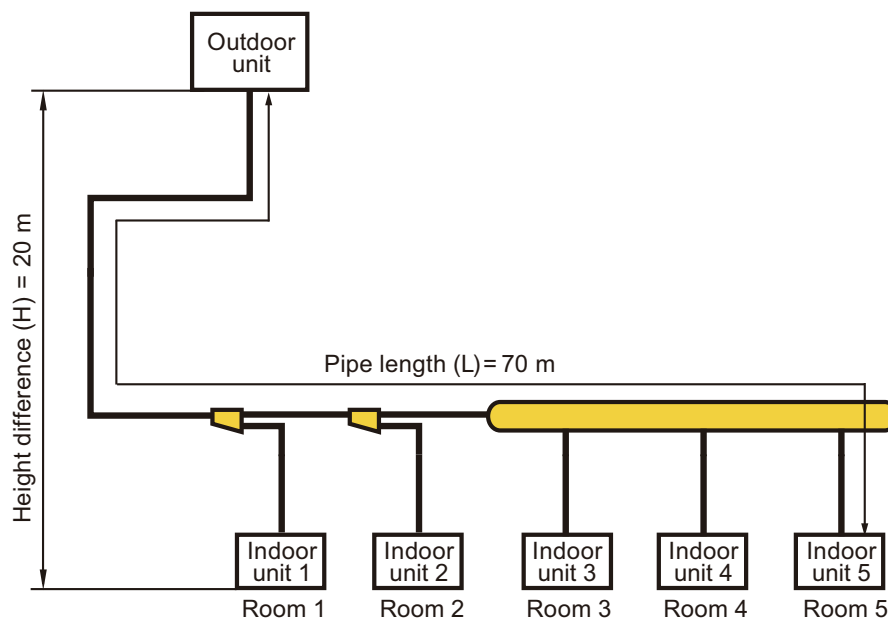 Outdoor
unit
Height difference (H) = 20 m
Pipe length (L) = 70 m
Indoor
unit 1
Indoor
unit 2
Indoor
unit 3
Indoor
unit 4
Indoor
unit 5
Room 1
Room 2
Room 3
Room 4
Room 5